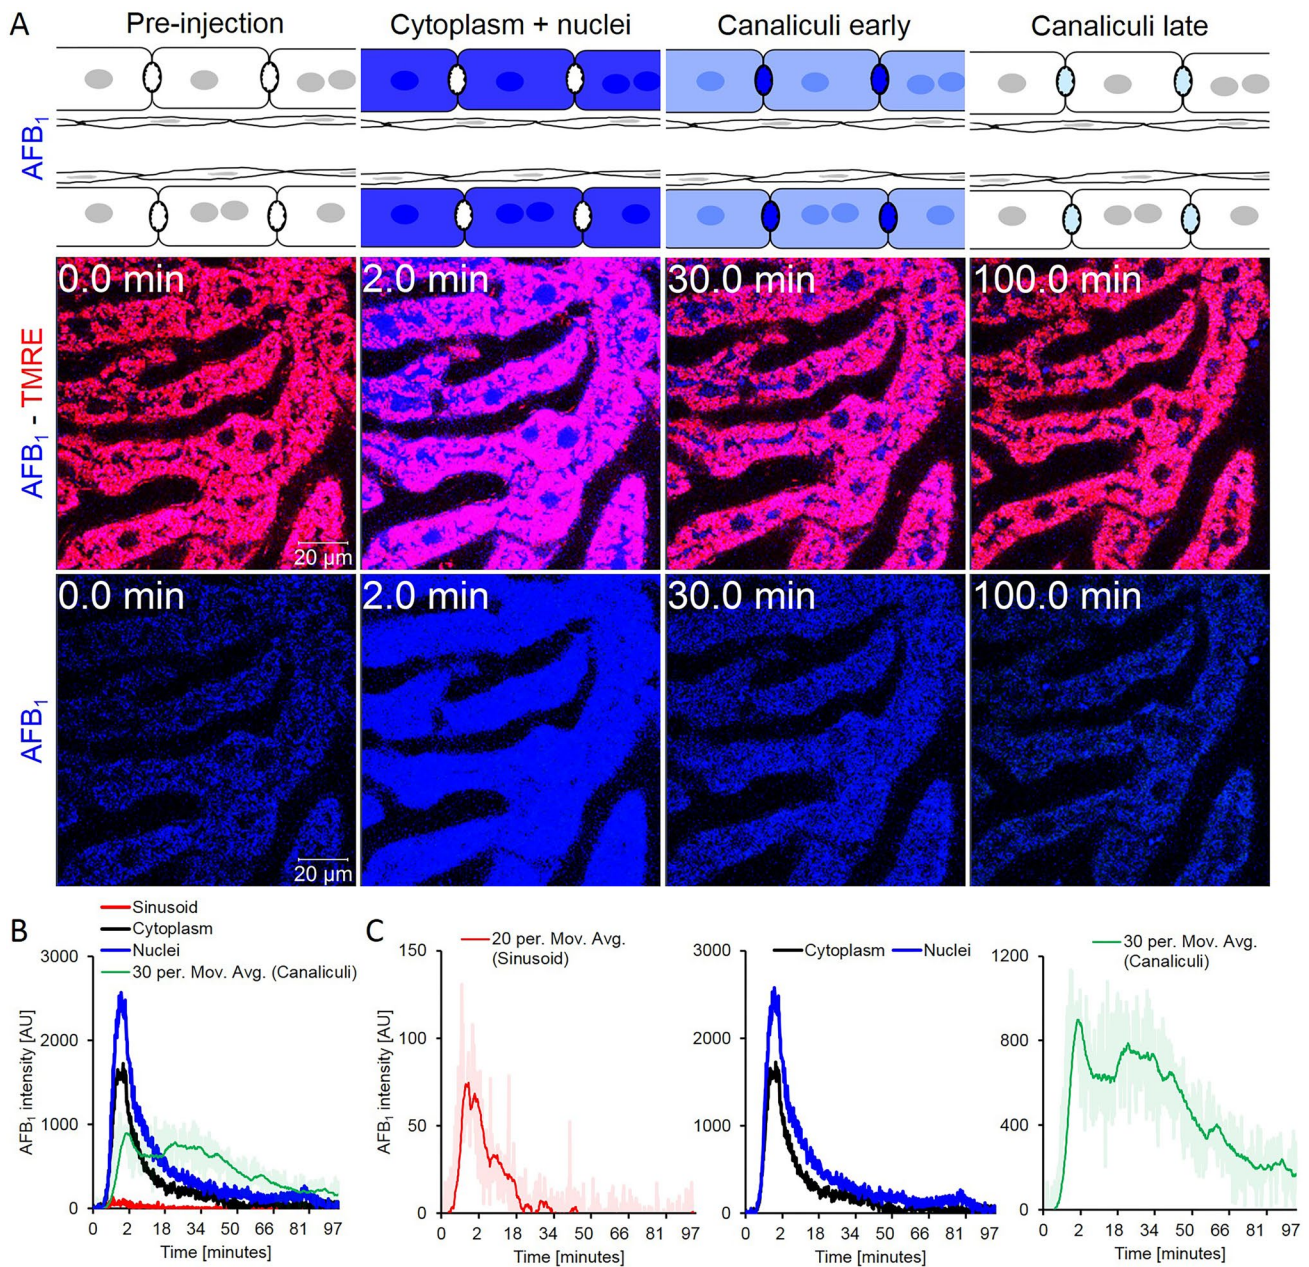 A
Pre-injection
Cytoplasm + nuclei
Canaliculi early
Canaliculi late
AFB1
AFB1 - TMRE
0.0 min
2.0 min
30.0 min
100.0 min
20 µm
AFB1
0.0 min
2.0 min
30.0 min
100.0 min
20 µm
B
Sinusoid
Cytoplasm
Nuclei
30 per. Mov. Avg. (Canaliculi)
AFB1 intensity [AU]
3000
2000
1000
0
0 2 18 34 50 66 81 97
Time [minutes]
C
20 per. Mov. Avg.
(Sinusoid)
AFB1 intensity [AU]
150
100
50
0
0 2 18 34 50 66 81 97
Time [minutes]
Cytoplasm
Nuclei
3000
2000
1000
0
0 2 18 34 50 66 81 97
Time [minutes]
30 per. Mov. Avg.
(Canaliculi)
1200
800
400
0
0 2 18 34 50 66 81 97
Time [minutes]